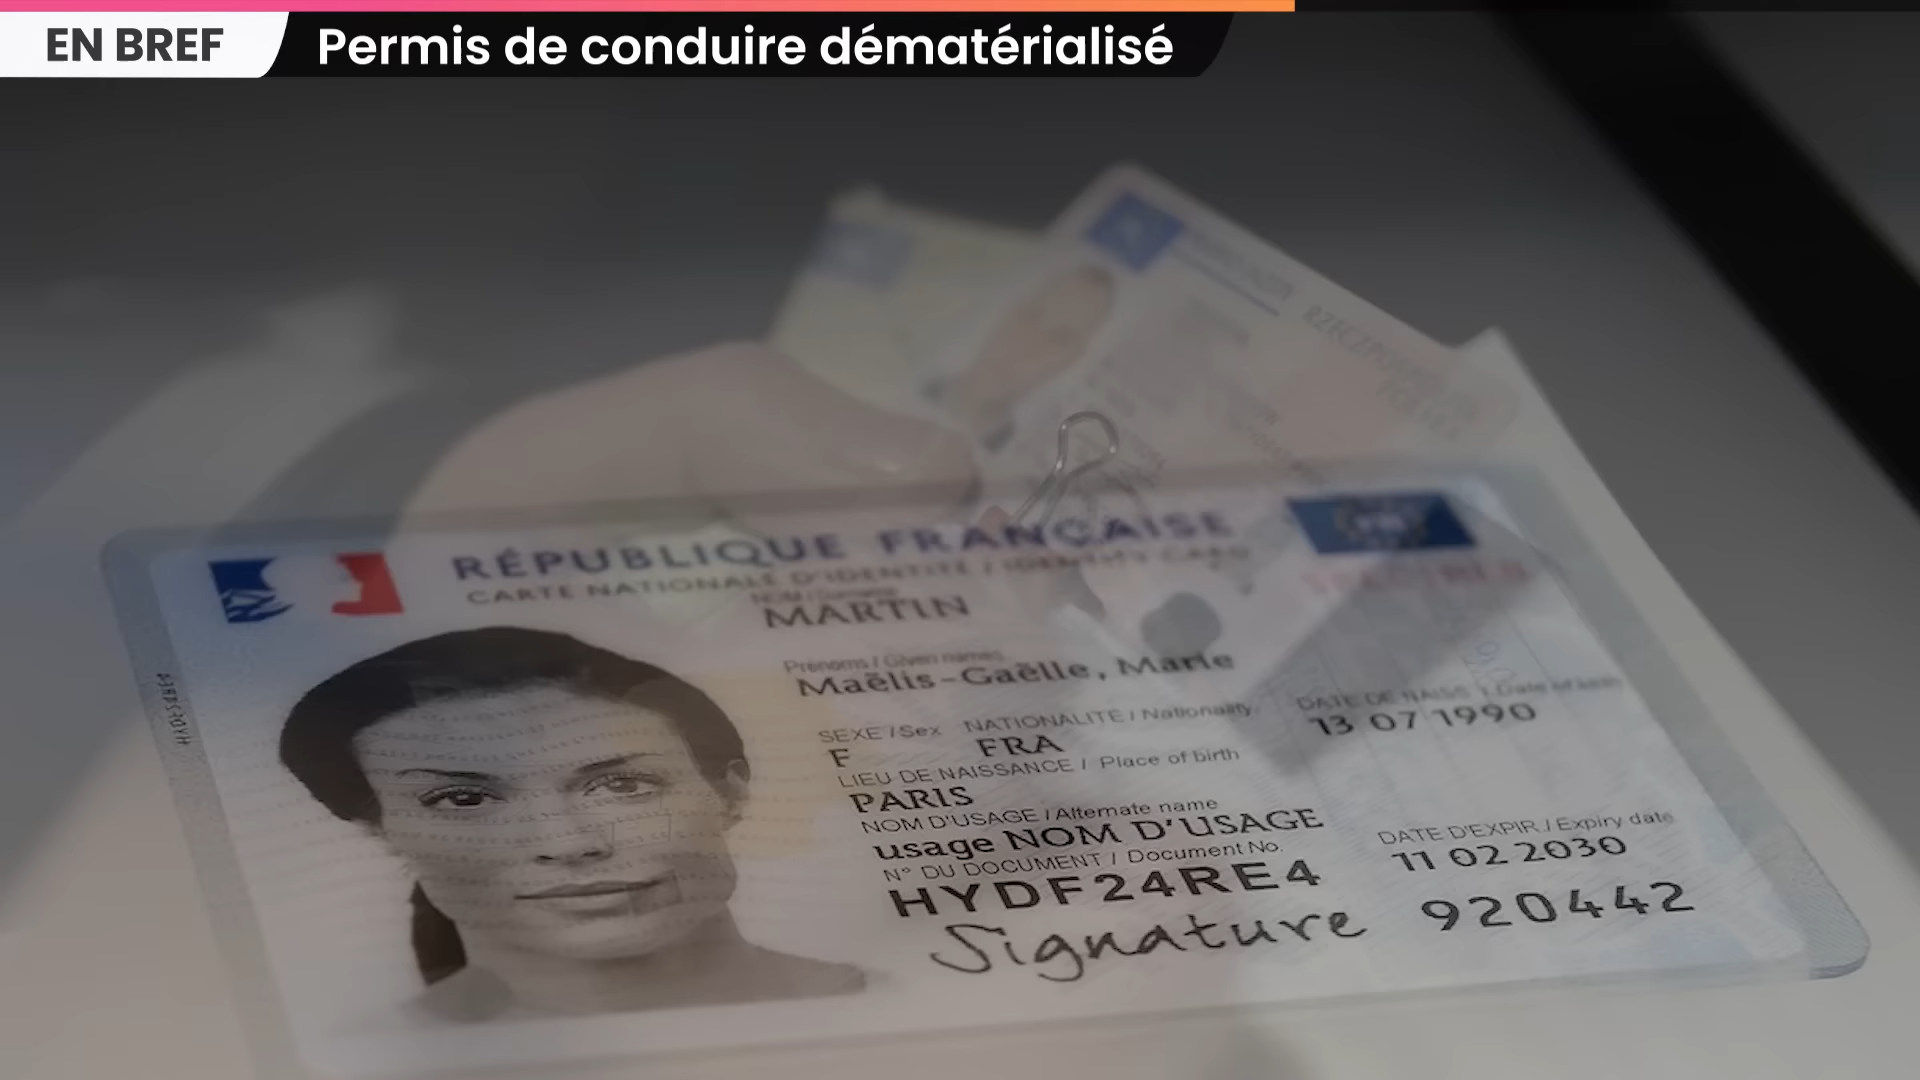 EN BREF
Permis de conduire dématérialisé
RÉPUBLIQUE FRANÇAISE
CARTE NATIONALE D'IDENTITÉ / IDENTITY CARD
MARTIN
Prénoms / Given names
Maëlis-Gaëlle, Marie
SEXE / Sex NATIONALITÉ / Nationality DATE DE NAISS. / Date of birth
F FRA 13 07 1990
LIEU DE NAISSANCE / Place of birth
PARIS
NOM D'USAGE / Alternate name
usage NOM D'USAGE
DATE D'EXPIR. / Expiry date
N° DU DOCUMENT / Document No.
11 02 2030
HYDF24RE4
Signature 920442